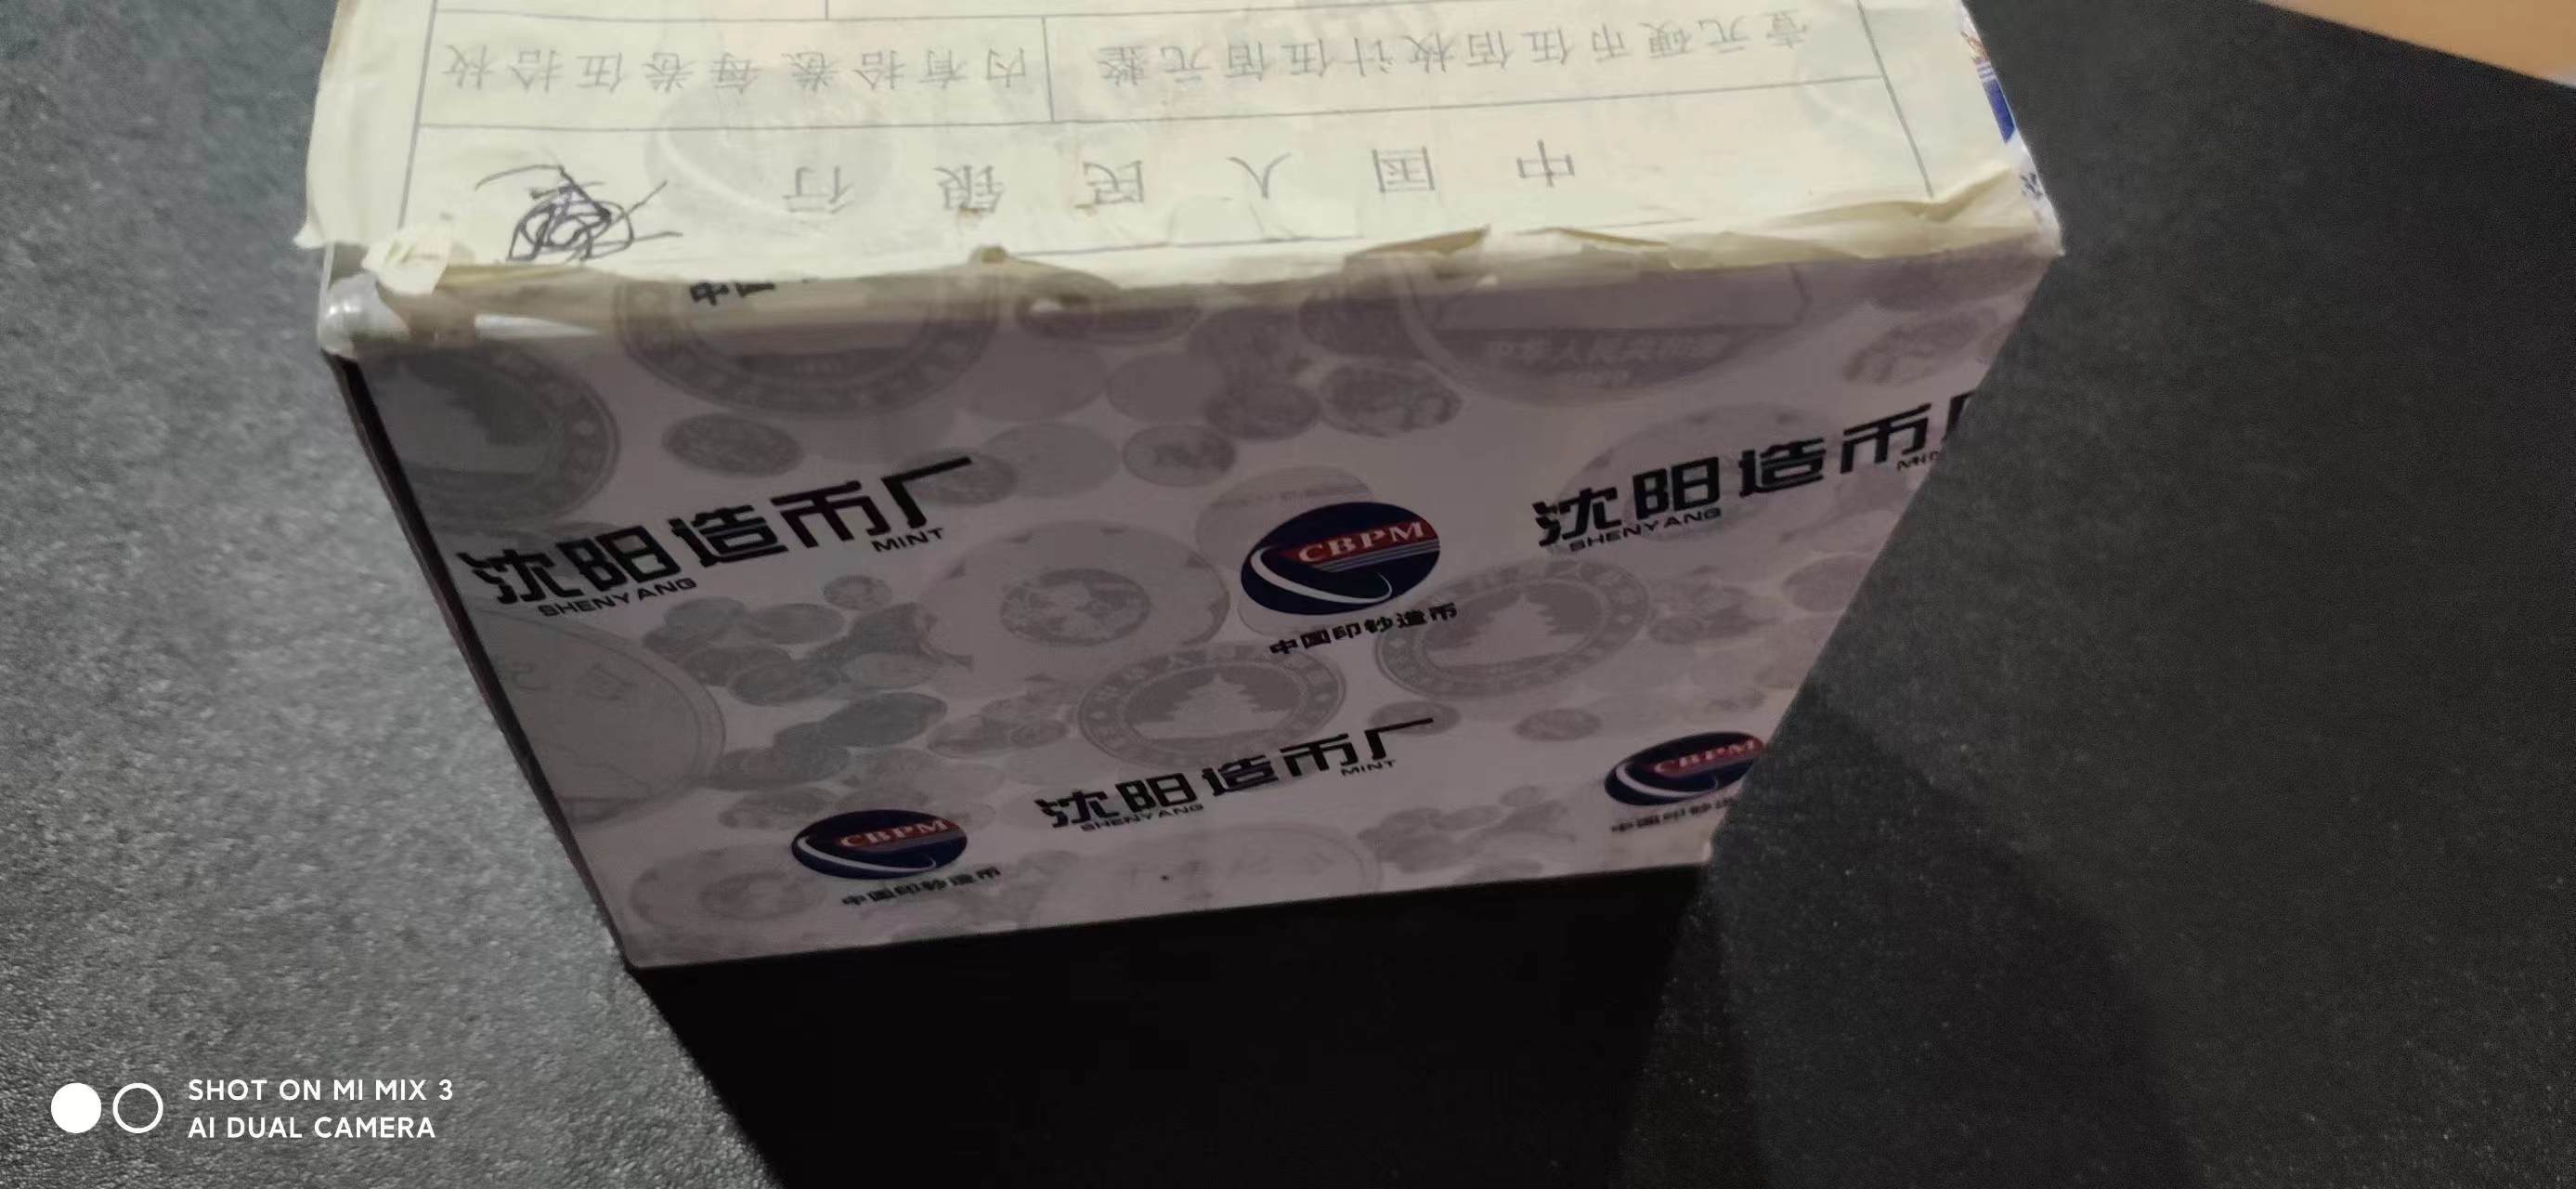 中国人民银行
壹元硬币伍佰枚计伍佰元整
内有拾卷每卷伍拾枚
中国
沈阳造币厂
SHENYANG MINT
CBPM
中国印钞造币
沈阳造币
SHENYANG
沈阳造币厂
SHENYANG MINT
CBPM
中国印钞造币
CBPM
中国印钞造
SHOT ON MI MIX 3
AI DUAL CAMERA